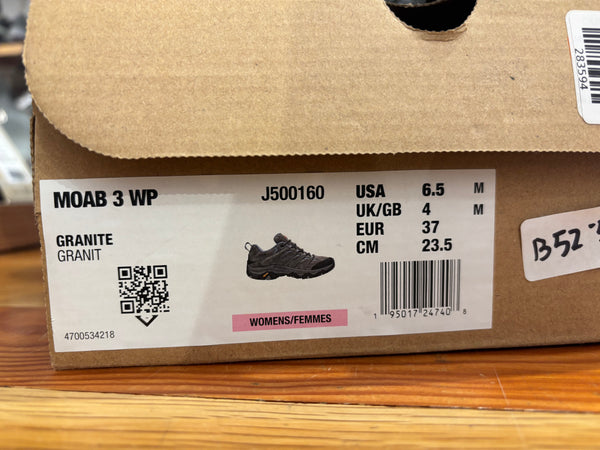 283594
MOAB 3 WP
J500160
USA 6.5 M
UK/GB 4 M
EUR 37
CM 23.5
GRANITE
GRANIT
4700534218
WOMENS/FEMMES
1 95017 24740 8
B52-